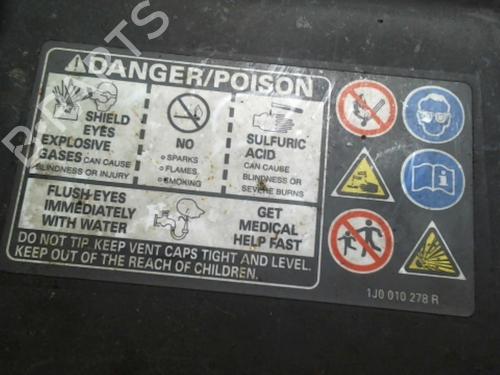 DANGER/POISON
SHIELD
EYES
EXPLOSIVE
GASES CAN CAUSE
BLINDNESS OR INJURY
NO
SPARKS
FLAMES
SMOKING
SULFURIC
ACID
CAN CAUSE
BLINDNESS OR
SEVERE BURNS
FLUSH EYES
IMMEDIATELY
WITH WATER
GET
MEDICAL
HELP FAST
DO NOT TIP. KEEP VENT CAPS TIGHT AND LEVEL.
KEEP OUT OF THE REACH OF CHILDREN.
1J0 010 278 R